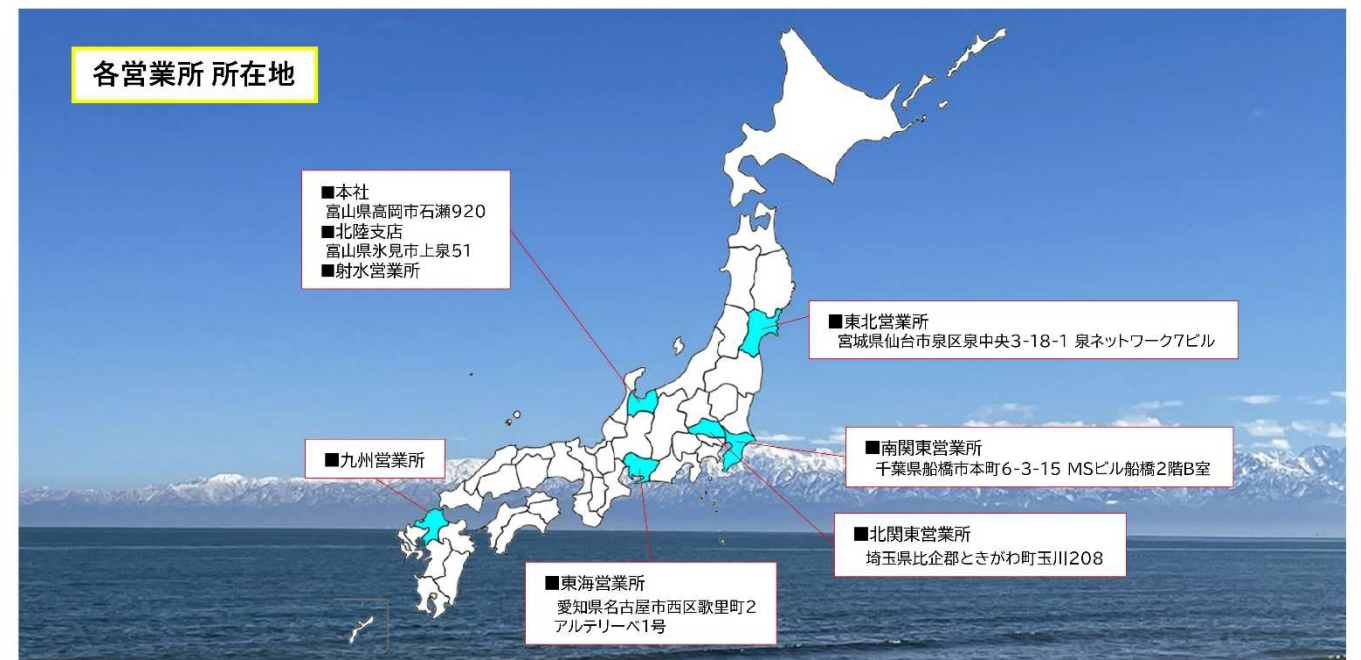 各営業所 所在地
■本社
富山県高岡市石瀬920
■北陸支店
富山県氷見市上泉51
■射水営業所
■東北営業所
宮城県仙台市泉区泉中央3-18-1 泉ネットワーク7ビル
■九州営業所
■南関東営業所
千葉県船橋市本町6-3-15 MSビル船橋2階B室
■北関東営業所
埼玉県比企郡ときがわ町玉川208
■東海営業所
愛知県名古屋市西区歌里町2
アルテリーベ1号